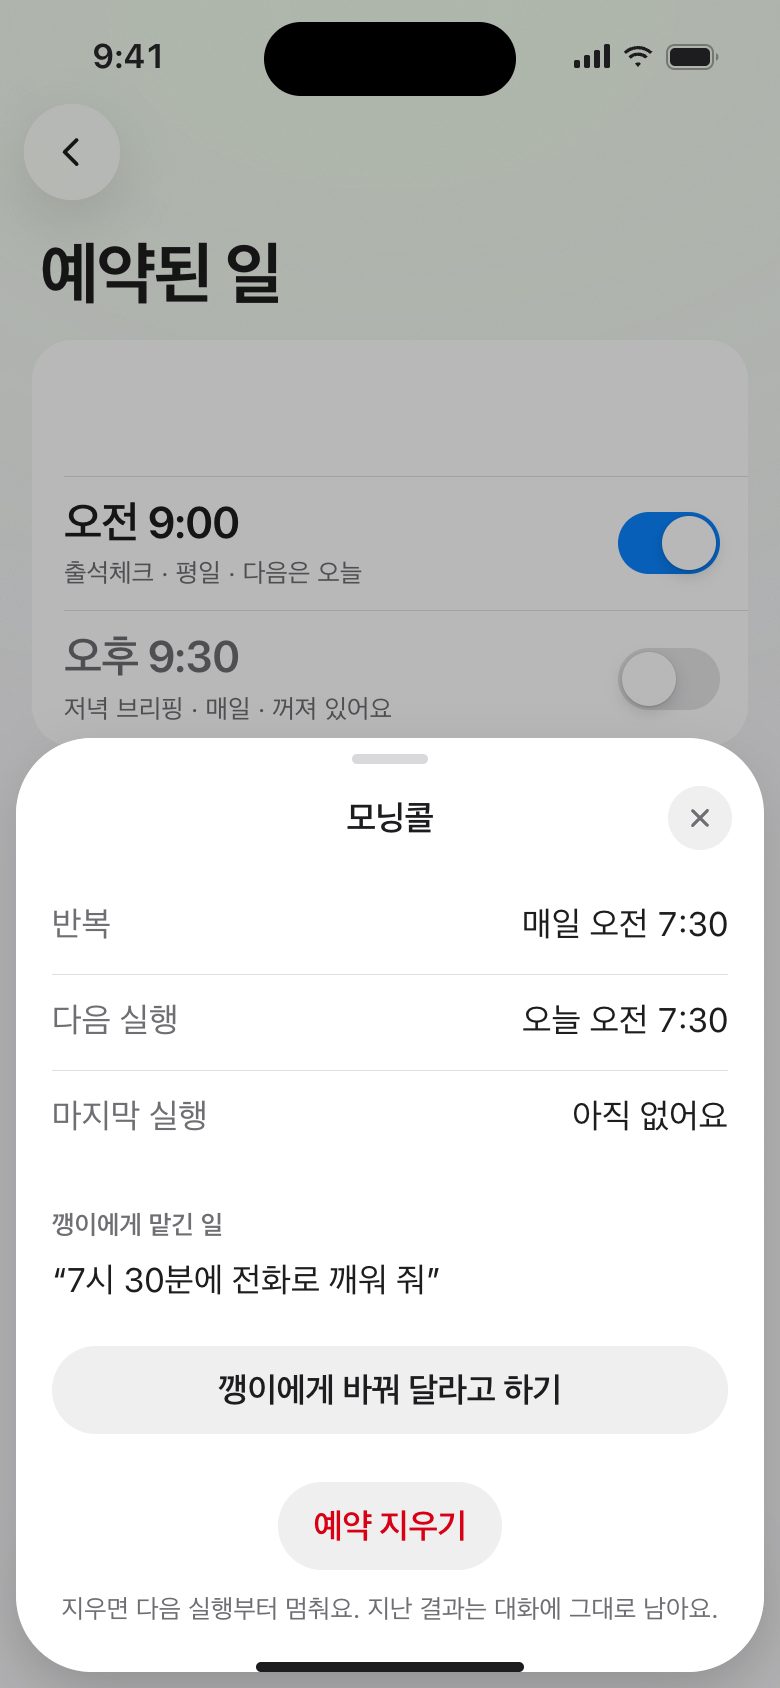 9:41
예약된 일
오전 9:00
출석체크 · 평일 · 다음은 오늘
오후 9:30
저녁 브리핑 · 매일 · 꺼져 있어요
모닝콜
반복
매일 오전 7:30
다음 실행
오늘 오전 7:30
마지막 실행
아직 없어요
깽이에게 맡긴 일
“7시 30분에 전화로 깨워 줘”
깽이에게 바꿔 달라고 하기
예약 지우기
지우면 다음 실행부터 멈춰요. 지난 결과는 대화에 그대로 남아요.